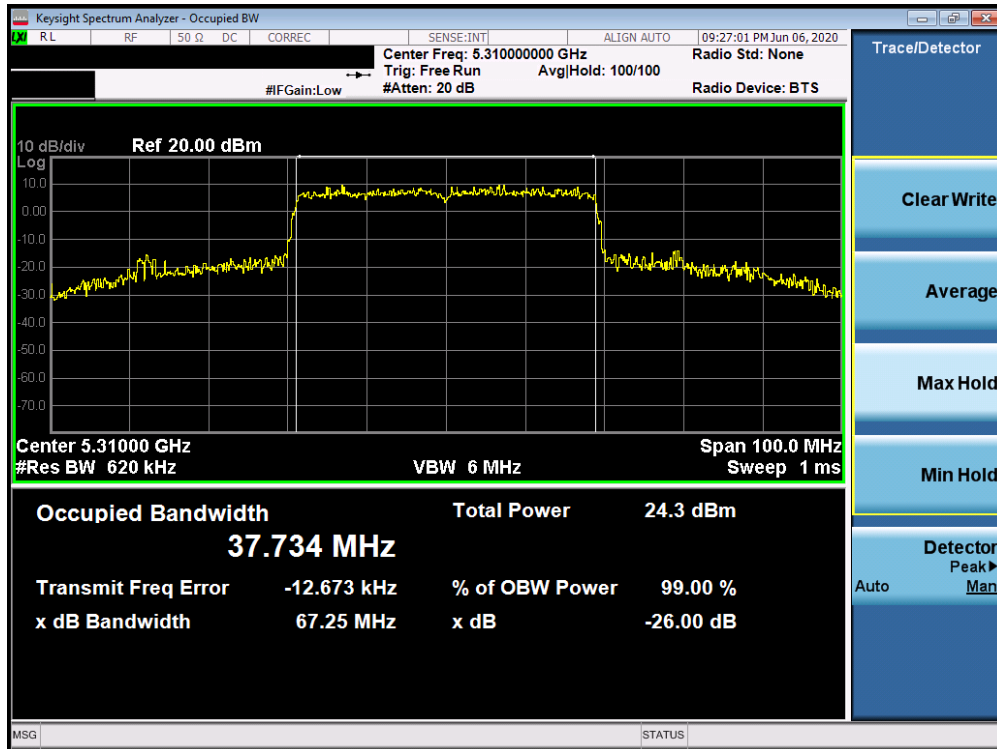 Keysight Spectrum Analyzer - Occupied BW
LXI RL RF 50 Ω DC CORREC SENSE:INT ALIGN AUTO 09:27:01 PM Jun 06, 2020
Center Freq: 5.310000000 GHz Radio Std: None
Trig: Free Run Avg|Hold: 100/100
#IFGain:Low #Atten: 20 dB Radio Device: BTS
Trace/Detector
10 dB/div Ref 20.00 dBm
Log
10.0
0.00
-10.0
-20.0
-30.0
-40.0
-50.0
-60.0
-70.0
Center 5.31000 GHz Span 100.0 MHz
#Res BW 620 kHz VBW 6 MHz Sweep 1 ms
Occupied Bandwidth Total Power 24.3 dBm
37.734 MHz
Transmit Freq Error -12.673 kHz % of OBW Power 99.00 %
x dB Bandwidth 67.25 MHz x dB -26.00 dB
Clear Write
Average
Max Hold
Min Hold
Detector
Peak▶
Auto Man
MSG STATUS